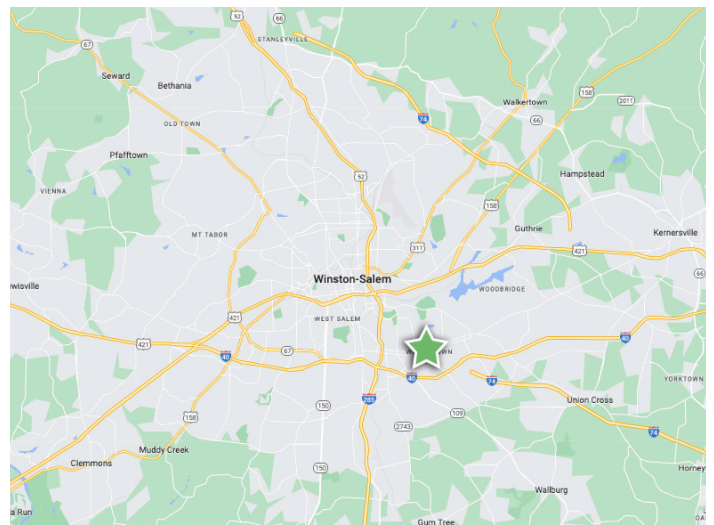 52
66
STANLEYVILLE
67
Seward
Bethania
158
Walkertown
2011
74
66
OLD TOWN
Pfafftown
52
Hampstead
VIENNA
158
MT TABOR
311
Guthrie
421
Kernersville
66
Winston-Salem
ewisville
WOODBRIDGE
WEST SALEM
421
421
40
67
40
40
74
285
YORKTOWN
150
109
Union Cross
158
2743
74
Muddy Creek
Clemmons
150
Horney
Wallburg
a Run
Gum Tree